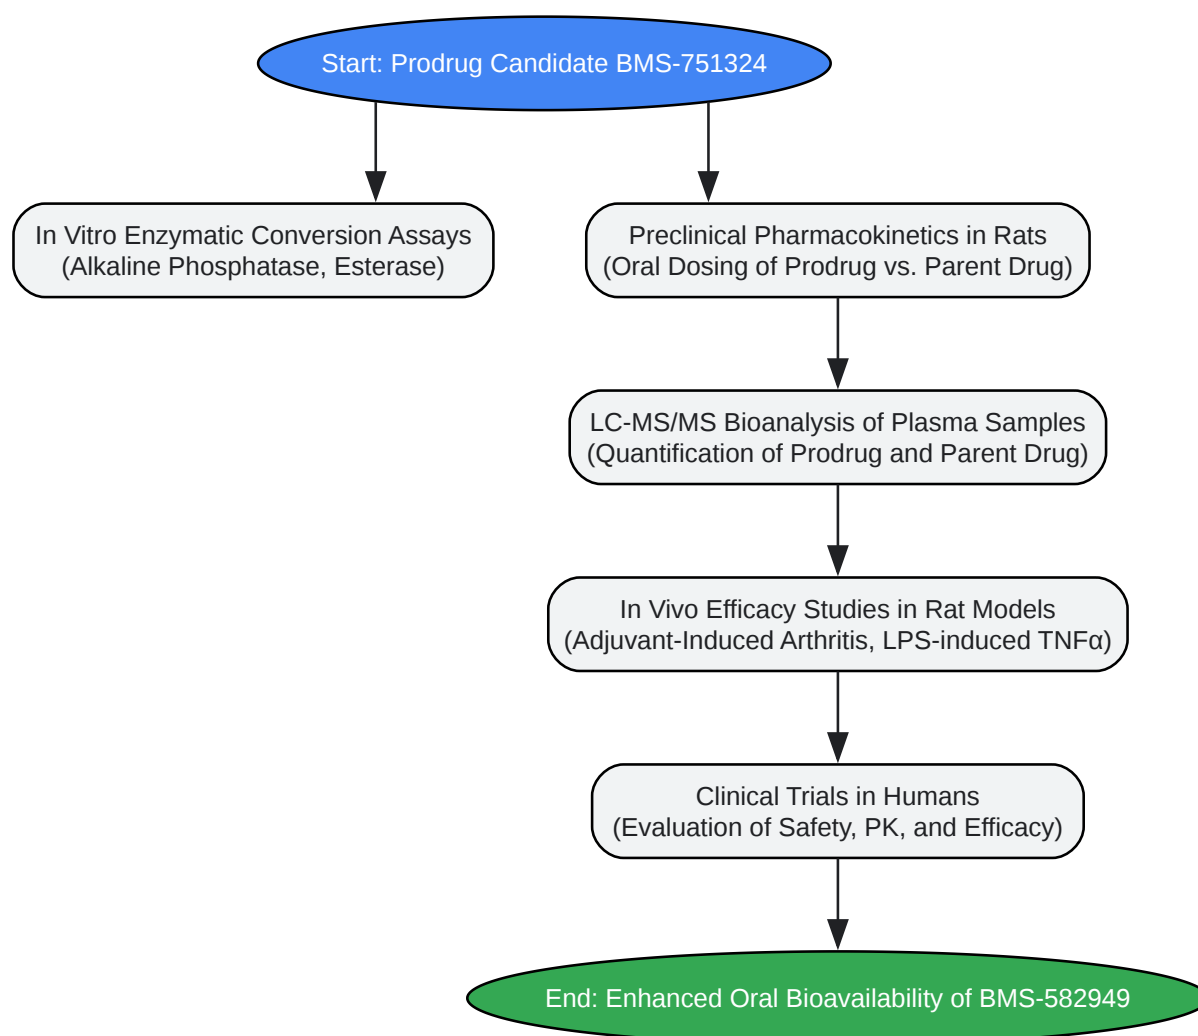 Start: Prodrug Candidate BMS-751324
In Vitro Enzymatic Conversion Assays
(Alkaline Phosphatase, Esterase)
Preclinical Pharmacokinetics in Rats
(Oral Dosing of Prodrug vs. Parent Drug)
LC-MS/MS Bioanalysis of Plasma Samples
(Quantification of Prodrug and Parent Drug)
In Vivo Efficacy Studies in Rat Models
(Adjuvant-Induced Arthritis, LPS-induced TNFα)
Clinical Trials in Humans
(Evaluation of Safety, PK, and Efficacy)
End: Enhanced Oral Bioavailability of BMS-582949